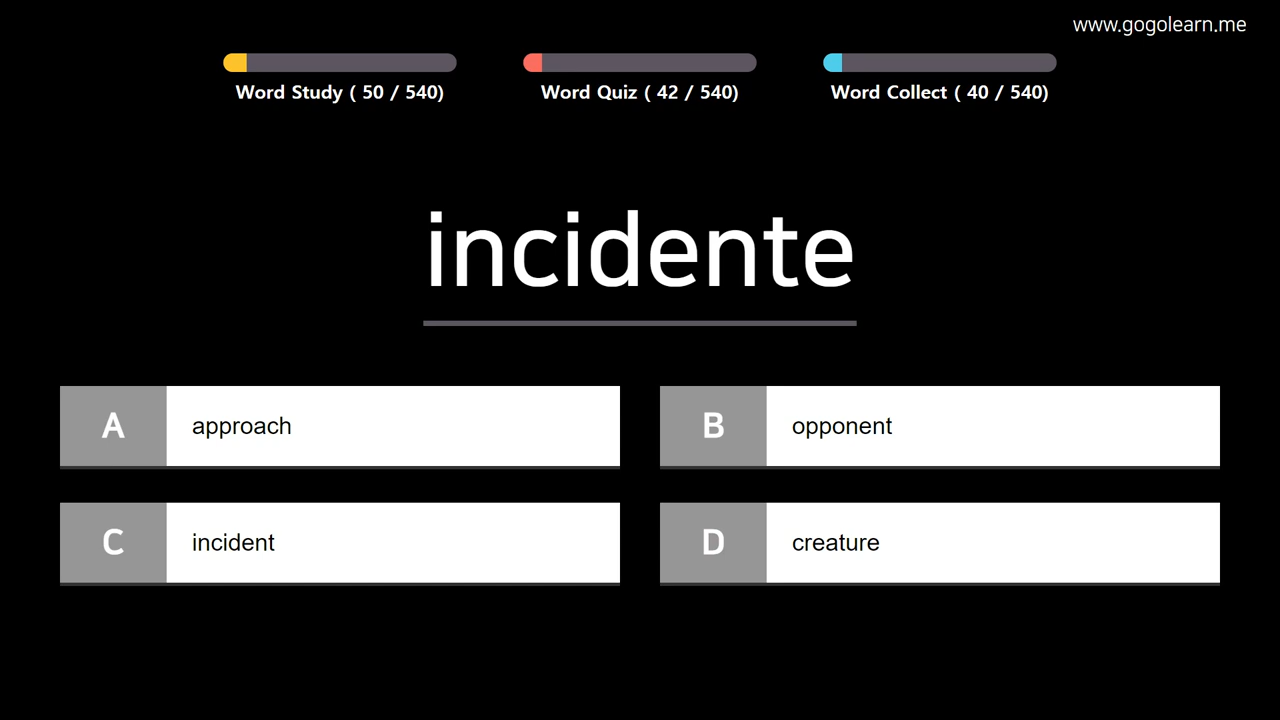 www.gogolearn.me
Word Study ( 50 / 540)
Word Quiz ( 42 / 540)
Word Collect ( 40 / 540)
incidente
A approach
B opponent
C incident
D creature